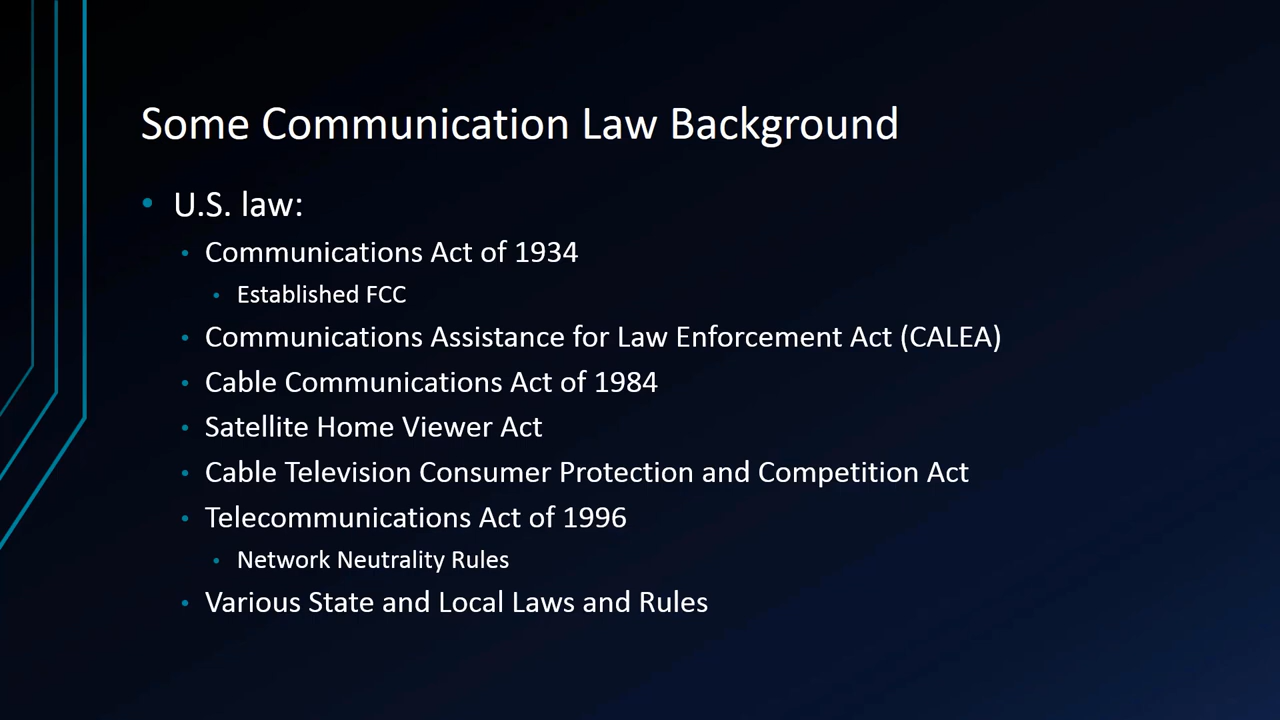 Some Communication Law Background
• U.S. law:
• Communications Act of 1934
• Established FCC
• Communications Assistance for Law Enforcement Act (CALEA)
• Cable Communications Act of 1984
• Satellite Home Viewer Act
• Cable Television Consumer Protection and Competition Act
• Telecommunications Act of 1996
• Network Neutrality Rules
• Various State and Local Laws and Rules